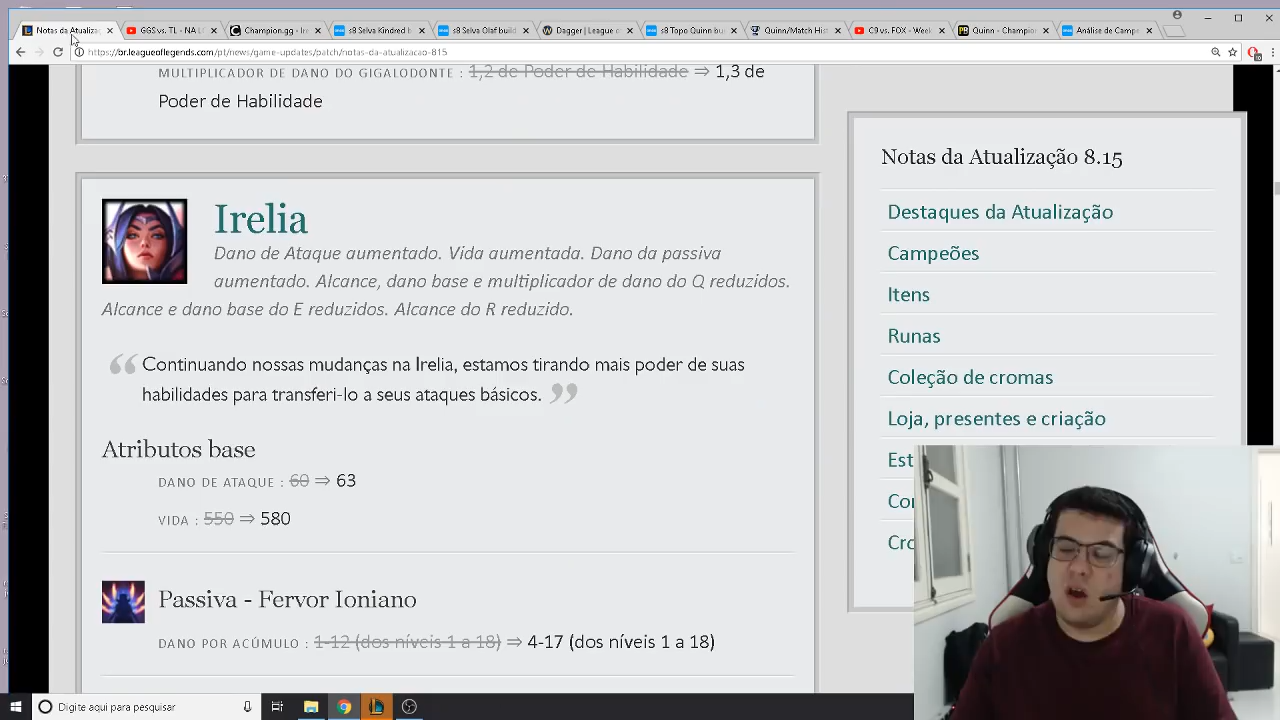 Notas da Atualizaç
GGS vs. TL - NA L
Champion.gg -
s8 Selva Kindred b
s8 Selva Olaf build
Dagger | League o
s8 Topo Quinn bu
Quinn/Match Hist
C9 vs. FOX - Week
Quinn - Champion
Análise de Campe
https://br.leagueoflegends.com/pt/news/game-updates/patch/notas-da-atualizacao-815
MULTIPLICADOR DE DANO DO GIGALODONTE : 1,2 de Poder de Habilidade ⇒ 1,3 de
Poder de Habilidade
Irelia
Dano de Ataque aumentado. Vida aumentada. Dano da passiva
aumentado. Alcance, dano base e multiplicador de dano do Q reduzidos.
Alcance e dano base do E reduzidos. Alcance do R reduzido.
“ Continuando nossas mudanças na Irelia, estamos tirando mais poder de suas
habilidades para transferi-lo a seus ataques básicos. ”
Atributos base
DANO DE ATAQUE : 60 ⇒ 63
VIDA : 550 ⇒ 580
Passiva - Fervor Ioniano
DANO POR ACÚMULO : 1-12 (dos níveis 1 a 18) ⇒ 4-17 (dos níveis 1 a 18)
Notas da Atualização 8.15
Destaques da Atualização
Campeões
Itens
Runas
Coleção de cromas
Loja, presentes e criação
Est
Cor
Cro
Digite aqui para pesquisar